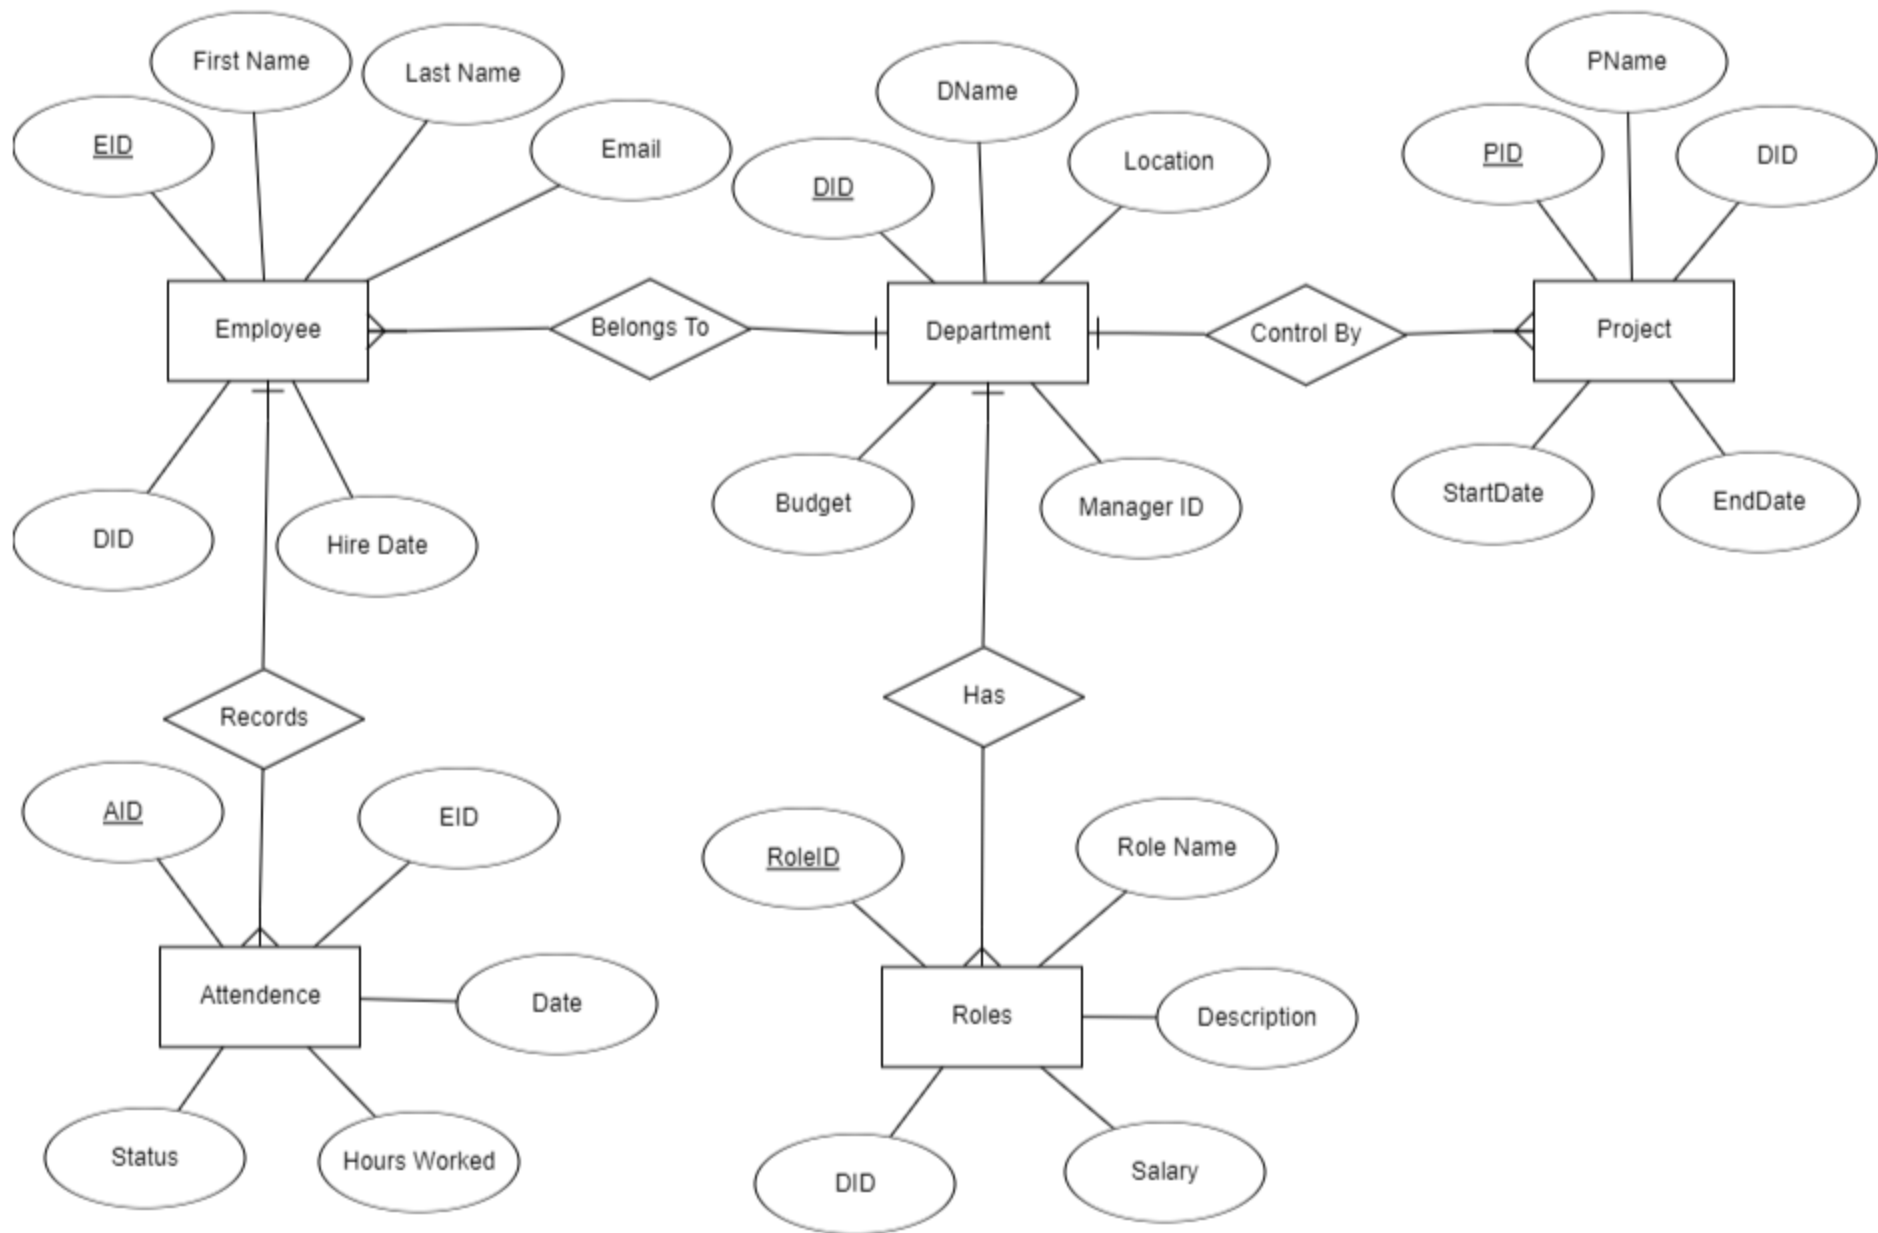 First Name
Last Name
EID
Email
DName
DID
Location
PName
PID
DID
Employee
Belongs To
Department
Control By
Project
DID
Hire Date
Budget
Manager ID
StartDate
EndDate
Records
Has
AID
EID
RoleID
Role Name
Attendence
Date
Roles
Description
Status
Hours Worked
DID
Salary